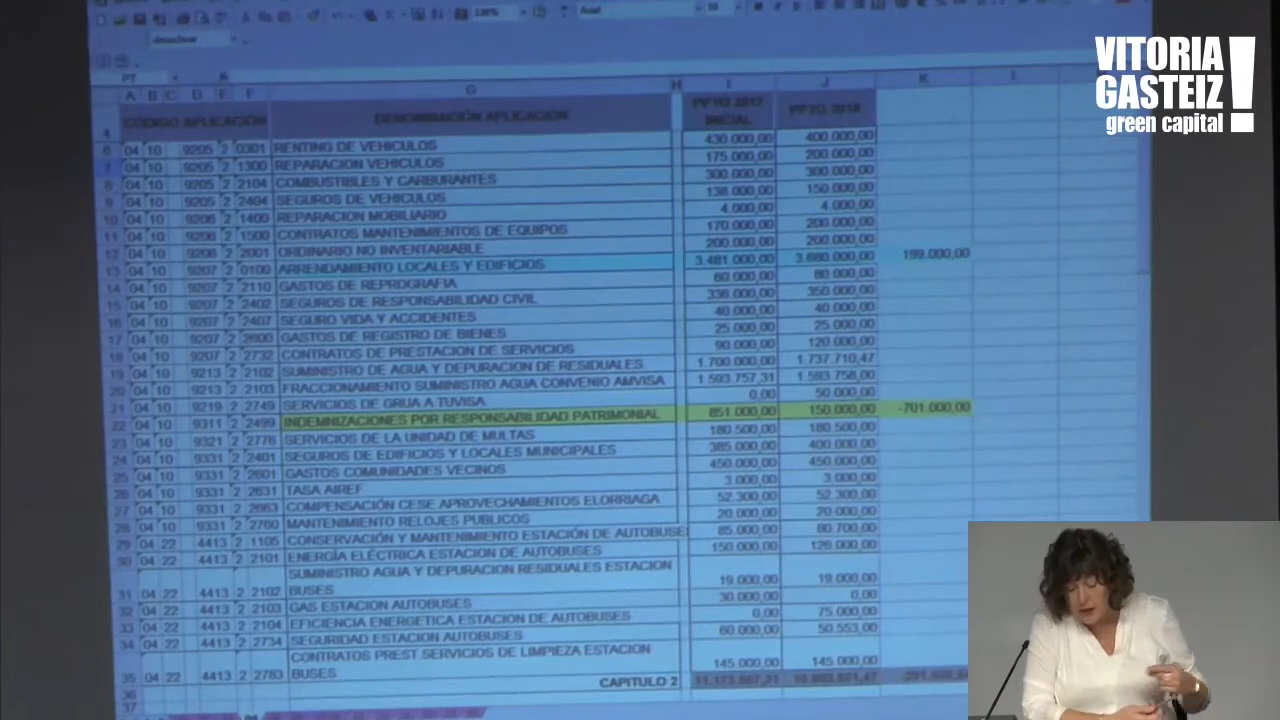 VITORIA
GASTEIZ
green capital
A B C D E F G H I J K L
CÓDIGO APLICACIÓN DENOMINACIÓN APLICACIÓN PPTO 2017 INICIAL PPTO 2018
6 04 10 9205 2 0301 RENTING DE VEHICULOS 430.000,00 400.000,00
7 04 10 9205 2 1300 REPARACION VEHICULOS 175.000,00 200.000,00
8 04 10 9205 2 2104 COMBUSTIBLES Y CARBURANTES 300.000,00 300.000,00
9 04 10 9205 2 2404 SEGUROS DE VEHICULOS 138.000,00 150.000,00
10 04 10 9206 2 1400 REPARACION MOBILIARIO 4.000,00 4.000,00
11 04 10 9206 2 1500 CONTRATOS MANTENIMIENTOS DE EQUIPOS 170.000,00 200.000,00
12 04 10 9206 2 2001 ORDINARIO NO INVENTARIABLE 200.000,00 200.000,00
13 04 10 9207 2 0100 ARRENDAMIENTO LOCALES Y EDIFICIOS 3.481.000,00 3.680.000,00 199.000,00
14 04 10 9207 2 2110 GASTOS DE REPROGRAFIA 60.000,00 80.000,00
15 04 10 9207 2 2402 SEGUROS DE RESPONSABILIDAD CIVIL 338.000,00 350.000,00
16 04 10 9207 2 2407 SEGURO VIDA Y ACCIDENTES 40.000,00 40.000,00
17 04 10 9207 2 2600 GASTOS DE REGISTRO DE BIENES 25.000,00 25.000,00
18 04 10 9207 2 2732 CONTRATOS DE PRESTACION DE SERVICIOS 90.000,00 120.000,00
19 04 10 9213 2 2102 SUMINISTRO DE AGUA Y DEPURACION DE RESIDUALES 1.700.000,00 1.737.710,47
20 04 10 9213 2 2103 FRACCIONAMIENTO SUMINISTRO AGUA CONVENIO AMVISA 1.593.757,31 1.593.758,00
21 04 10 9219 2 2749 SERVICIOS DE GRUA A TUVISA 0,00 50.000,00
22 04 10 9311 2 2499 INDEMNIZACIONES POR RESPONSABILIDAD PATRIMONIAL 851.000,00 150.000,00 -701.000,00
04 10 9321 2 2776 SERVICIOS DE LA UNIDAD DE MULTAS 180.500,00 180.500,00
24 04 10 9331 2 2401 SEGUROS DE EDIFICIOS Y LOCALES MUNICIPALES 385.000,00 400.000,00
25 04 10 9331 2 2601 GASTOS COMUNIDADES VECINOS 450.000,00 450.000,00
26 04 10 9331 2 2631 TASA AIREF 3.000,00 3.000,00
27 04 10 9331 2 2663 COMPENSACIÓN CESE APROVECHAMIENTOS ELORRIAGA 52.300,00 52.300,00
28 04 10 9331 2 2760 MANTENIMIENTO RELOJES PUBLICOS 20.000,00 20.000,00
29 04 22 4413 2 1105 CONSERVACIÓN Y MANTENIMIENTO ESTACIÓN DE AUTOBUSES 85.000,00 80.700,00
30 04 22 4413 2 2101 ENERGÍA ELÉCTRICA ESTACION DE AUTOBUSES 150.000,00 126.000,00
SUMINISTRO AGUA Y DEPURACION RESIDUALES ESTACION
31 04 22 4413 2 2102 BUSES 19.000,00 19.000,00
32 04 22 4413 2 2103 GAS ESTACION AUTOBUSES 30.000,00 0,00
33 04 22 4413 2 2104 EFICIENCIA ENERGETICA ESTACION DE AUTOBUSES 0,00 75.000,00
34 04 22 4413 2 2734 SEGURIDAD ESTACION AUTOBUSES 60.000,00 50.553,00
CONTRATOS PREST SERVICIOS DE LIMPIEZA ESTACION
35 04 22 4413 2 2783 BUSES 145.000,00 145.000,00
36 CAPITULO 2
37